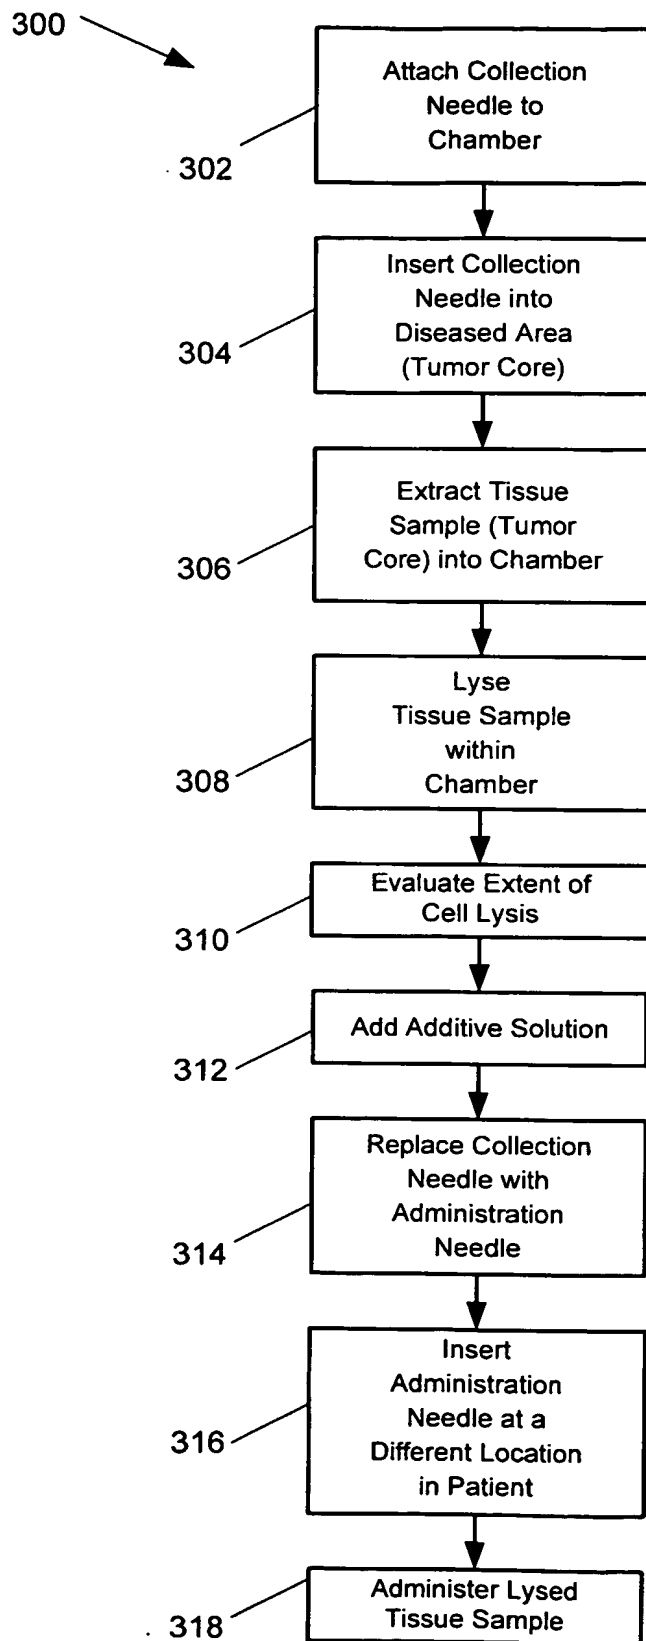 300
Attach Collection
Needle to
Chamber
302
Insert Collection
Needle into
Diseased Area
(Tumor Core)
304
Extract Tissue
Sample (Tumor
Core) into Chamber
306
Lyse
Tissue Sample
within
Chamber
308
Evaluate Extent of
Cell Lysis
310
Add Additive Solution
312
Replace Collection
Needle with
Administration
Needle
314
Insert
Administration
Needle at a
Different Location
in Patient
316
Administer Lysed
Tissue Sample
318